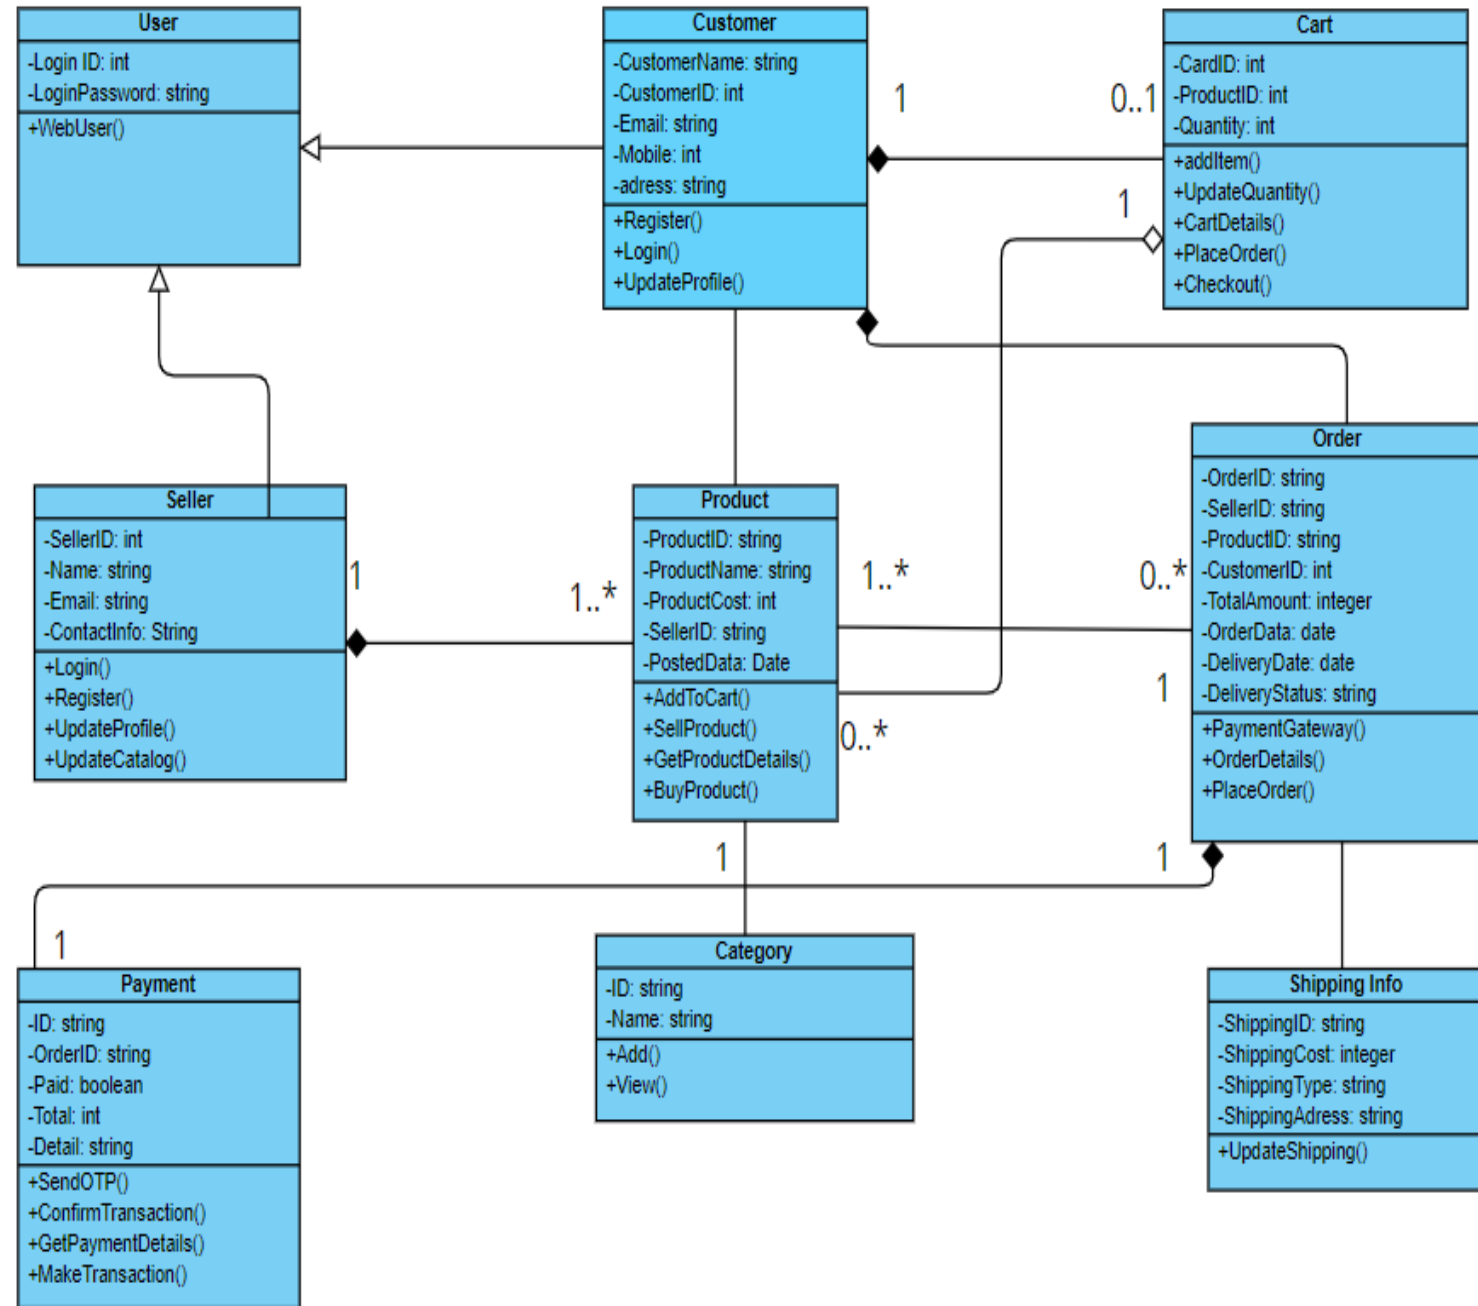 User
-Login ID: int
-LoginPassword: string
+WebUser()
Customer
-CustomerName: string
-CustomerID: int
-Email: string
-Mobile: int
-adress: string
+Register()
+Login()
+UpdateProfile()
1
0..1
Cart
-CardID: int
-ProductID: int
-Quantity: int
+addItem()
+UpdateQuantity()
+CartDetails()
+PlaceOrder()
+Checkout()
1
Seller
-SellerID: int
-Name: string
-Email: string
-ContactInfo: String
+Login()
+Register()
+UpdateProfile()
+UpdateCatalog()
1
1..*
Product
-ProductID: string
-ProductName: string
-ProductCost: int
-SellerID: string
-PostedData: Date
+AddToCart()
+SellProduct()
+GetProductDetails()
+BuyProduct()
1..*
0..*
0..*
1
Order
-OrderID: string
-SellerID: string
-ProductID: string
-CustomerID: int
-TotalAmount: integer
-OrderData: date
-DeliveryDate: date
-DeliveryStatus: string
+PaymentGateway()
+OrderDetails()
+PlaceOrder()
1
1
1
Payment
-ID: string
-OrderID: string
-Paid: boolean
-Total: int
-Detail: string
+SendOTP()
+ConfirmTransaction()
+GetPaymentDetails()
+MakeTransaction()
Category
-ID: string
-Name: string
+Add()
+View()
Shipping Info
-ShippingID: string
-ShippingCost: integer
-ShippingType: string
-ShippingAdress: string
+UpdateShipping()